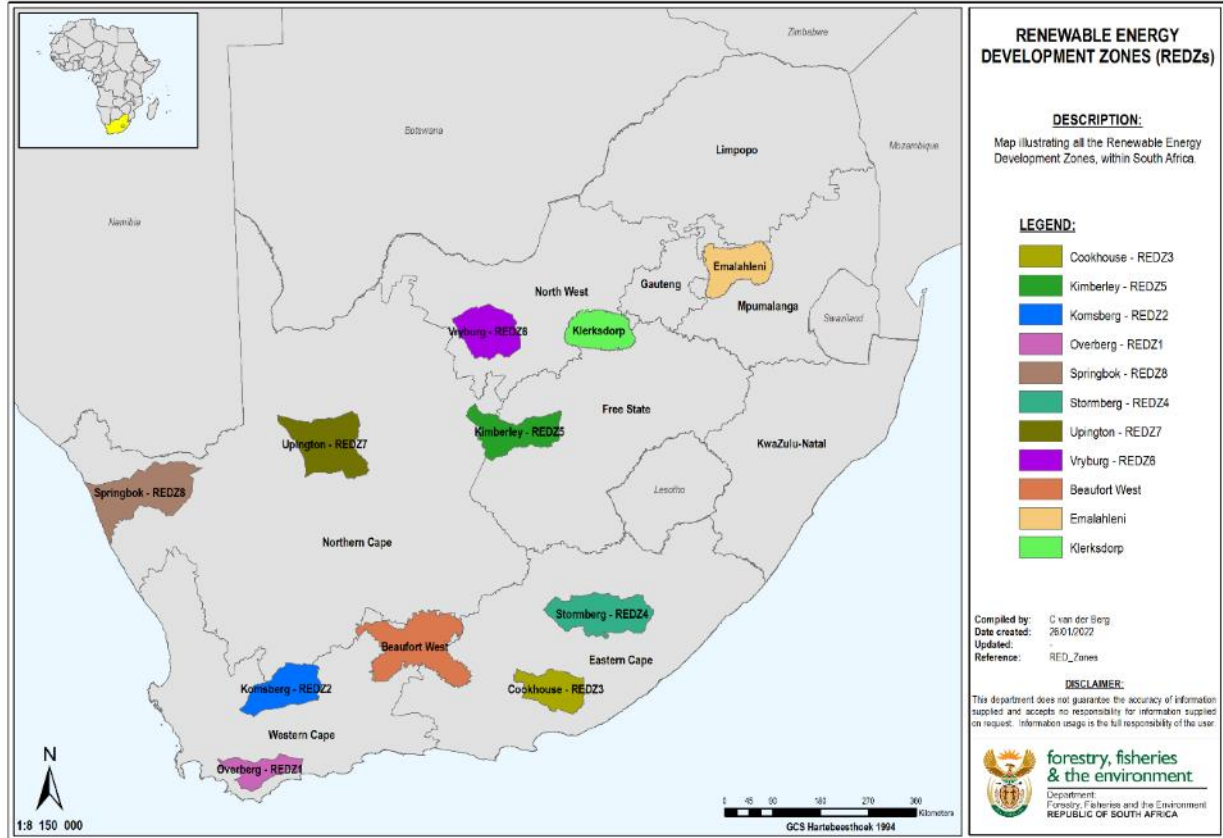 Zimbabwe
Botswana
Limpopo
Mozambique
Namibia
Emalahleni
North West
Gauteng
Mpumalanga
Swaziland
Vryburg - REDZ6
Klerksdorp
Free State
Kimberley - REDZ5
Upington - REDZ7
KwaZulu-Natal
Springbok - REDZ8
Lesotho
Northern Cape
Stormberg - REDZ4
Beaufort West
Eastern Cape
Komsberg - REDZ2
Cookhouse - REDZ3
Western Cape
Overberg - REDZ1
N
1:8 150 000
0 45 90 180 270 360
Kilometers
GCS Hartebeesthoek 1994
RENEWABLE ENERGY
DEVELOPMENT ZONES (REDZs)
DESCRIPTION:
Map illustrating all the Renewable Energy
Development Zones, within South Africa.
LEGEND:
Cookhouse - REDZ3
Kimberley - REDZ5
Komsberg - REDZ2
Overberg - REDZ1
Springbok - REDZ8
Stormberg - REDZ4
Upington - REDZ7
Vryburg - REDZ6
Beaufort West
Emalahleni
Klerksdorp
Compiled by: C van der Berg
Date created: 26/01/2022
Updated: -
Reference: RED_Zones
DISCLAIMER:
This department does not guarantee the accuracy of information
supplied and accepts no responsibility for information supplied
on request. Information usage is the full responsibility of the user.
forestry, fisheries
& the environment
Department:
Forestry, Fisheries and the Environment
REPUBLIC OF SOUTH AFRICA